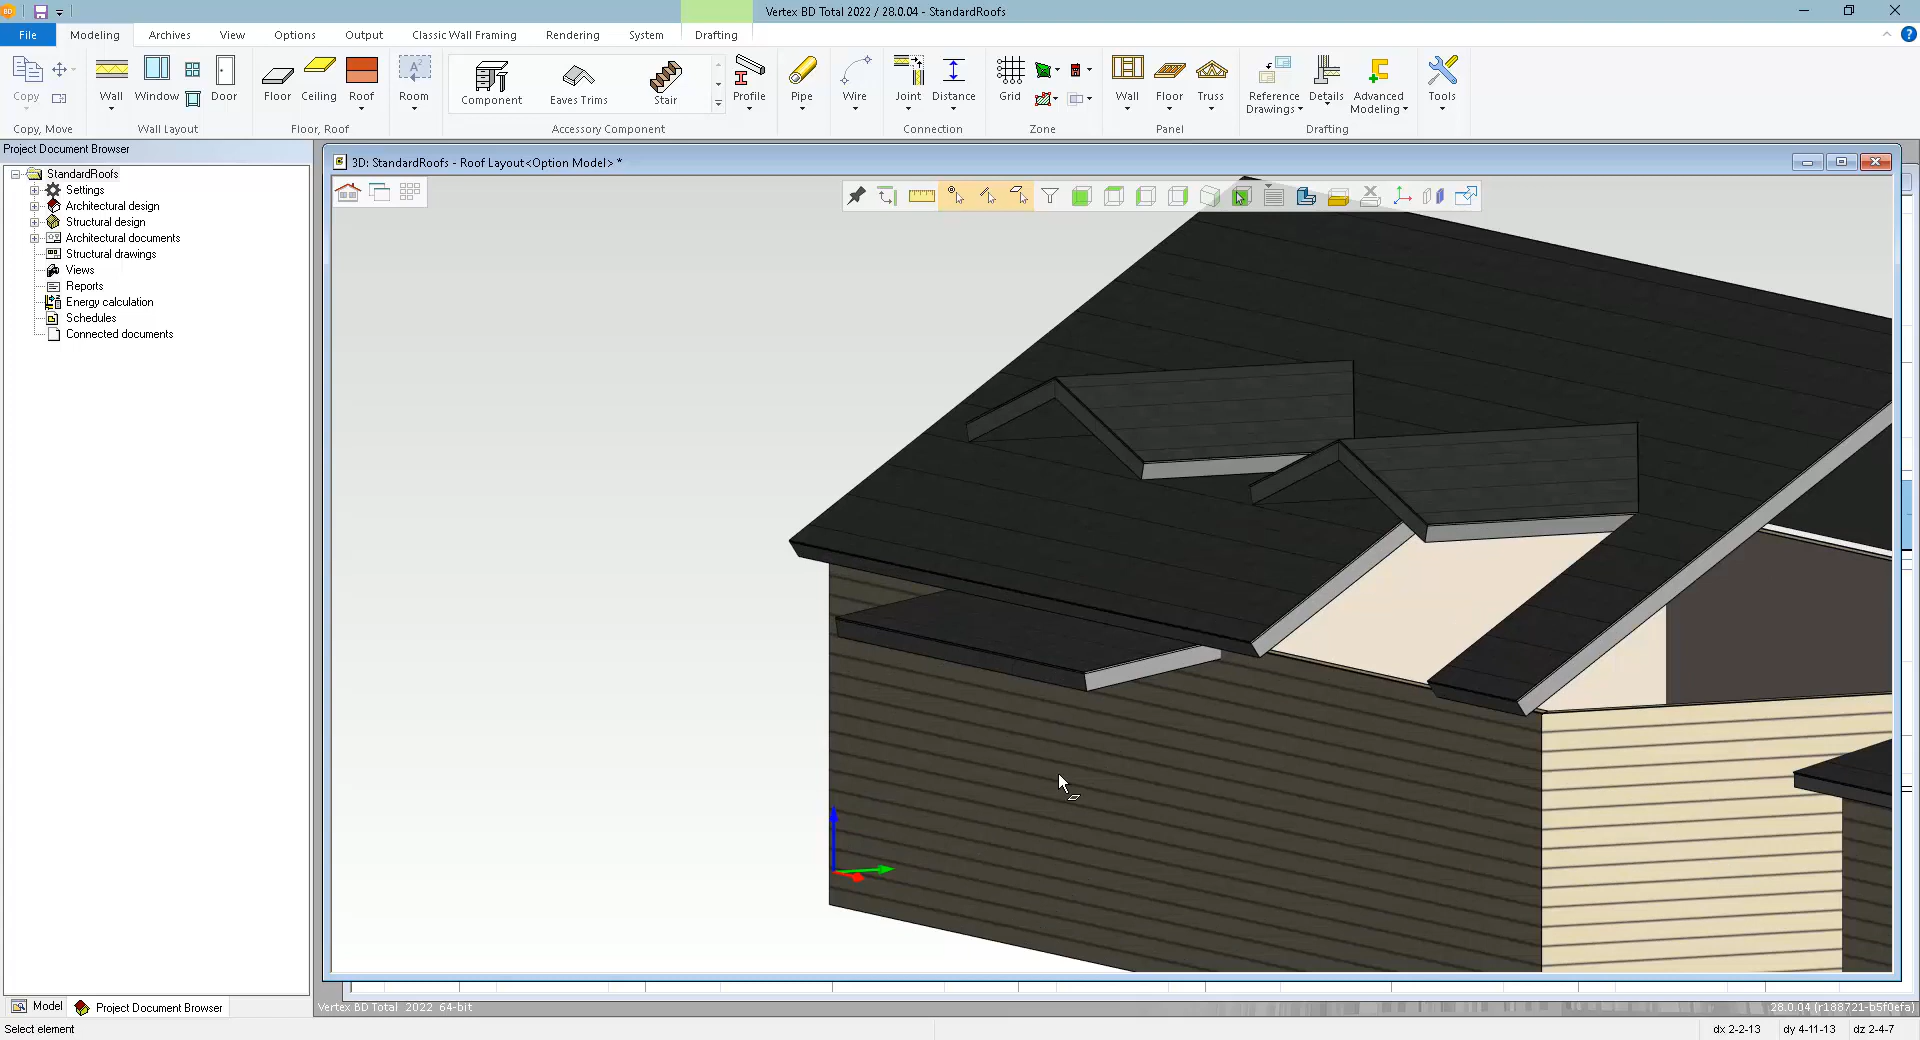 BD
Vertex BD Total 2022 / 28.0.04 - StandardRoofs
File Modeling Archives View Options Output Classic Wall Framing Rendering System Drafting
Copy Wall Window Door Floor Ceiling Roof Room Component Eaves Trims Stair Profile Pipe Wire Joint Distance Grid Wall Floor Truss Reference Drawings Details Advanced Modeling Tools
Copy, Move Wall Layout Floor, Roof Accessory Component Connection Zone Panel Drafting
Project Document Browser
3D: StandardRoofs - Roof Layout<Option Model> *
StandardRoofs
Settings
Architectural design
Structural design
Architectural documents
Structural drawings
Views
Reports
Energy calculation
Schedules
Connected documents
Model Project Document Browser
Vertex BD Total 2022 64-bit
28.0.04 (r188721-b5f0efa)
Select element
dx 2-2-13 dy 4-11-13 dz 2-4-7